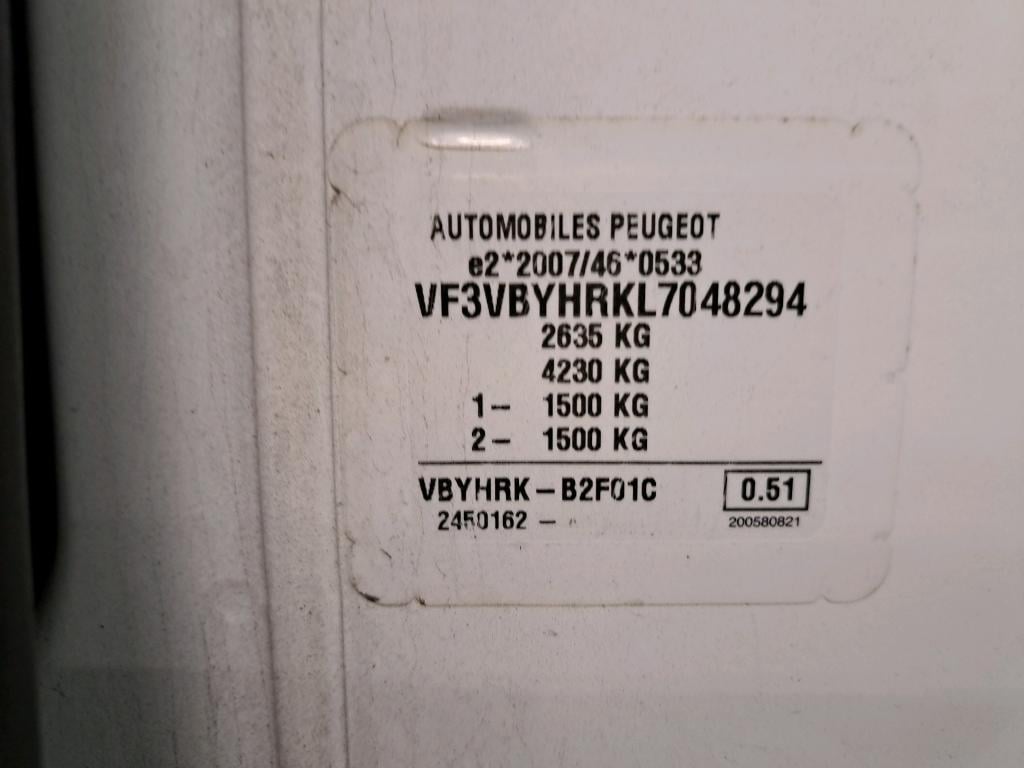 AUTOMOBILES PEUGEOT
e2*2007/46*0533
VF3VBYHRKL7048294
2635 KG
4230 KG
1- 1500 KG
2- 1500 KG
VBYHRK - B2F01C 0.51
2450162 - 200580821